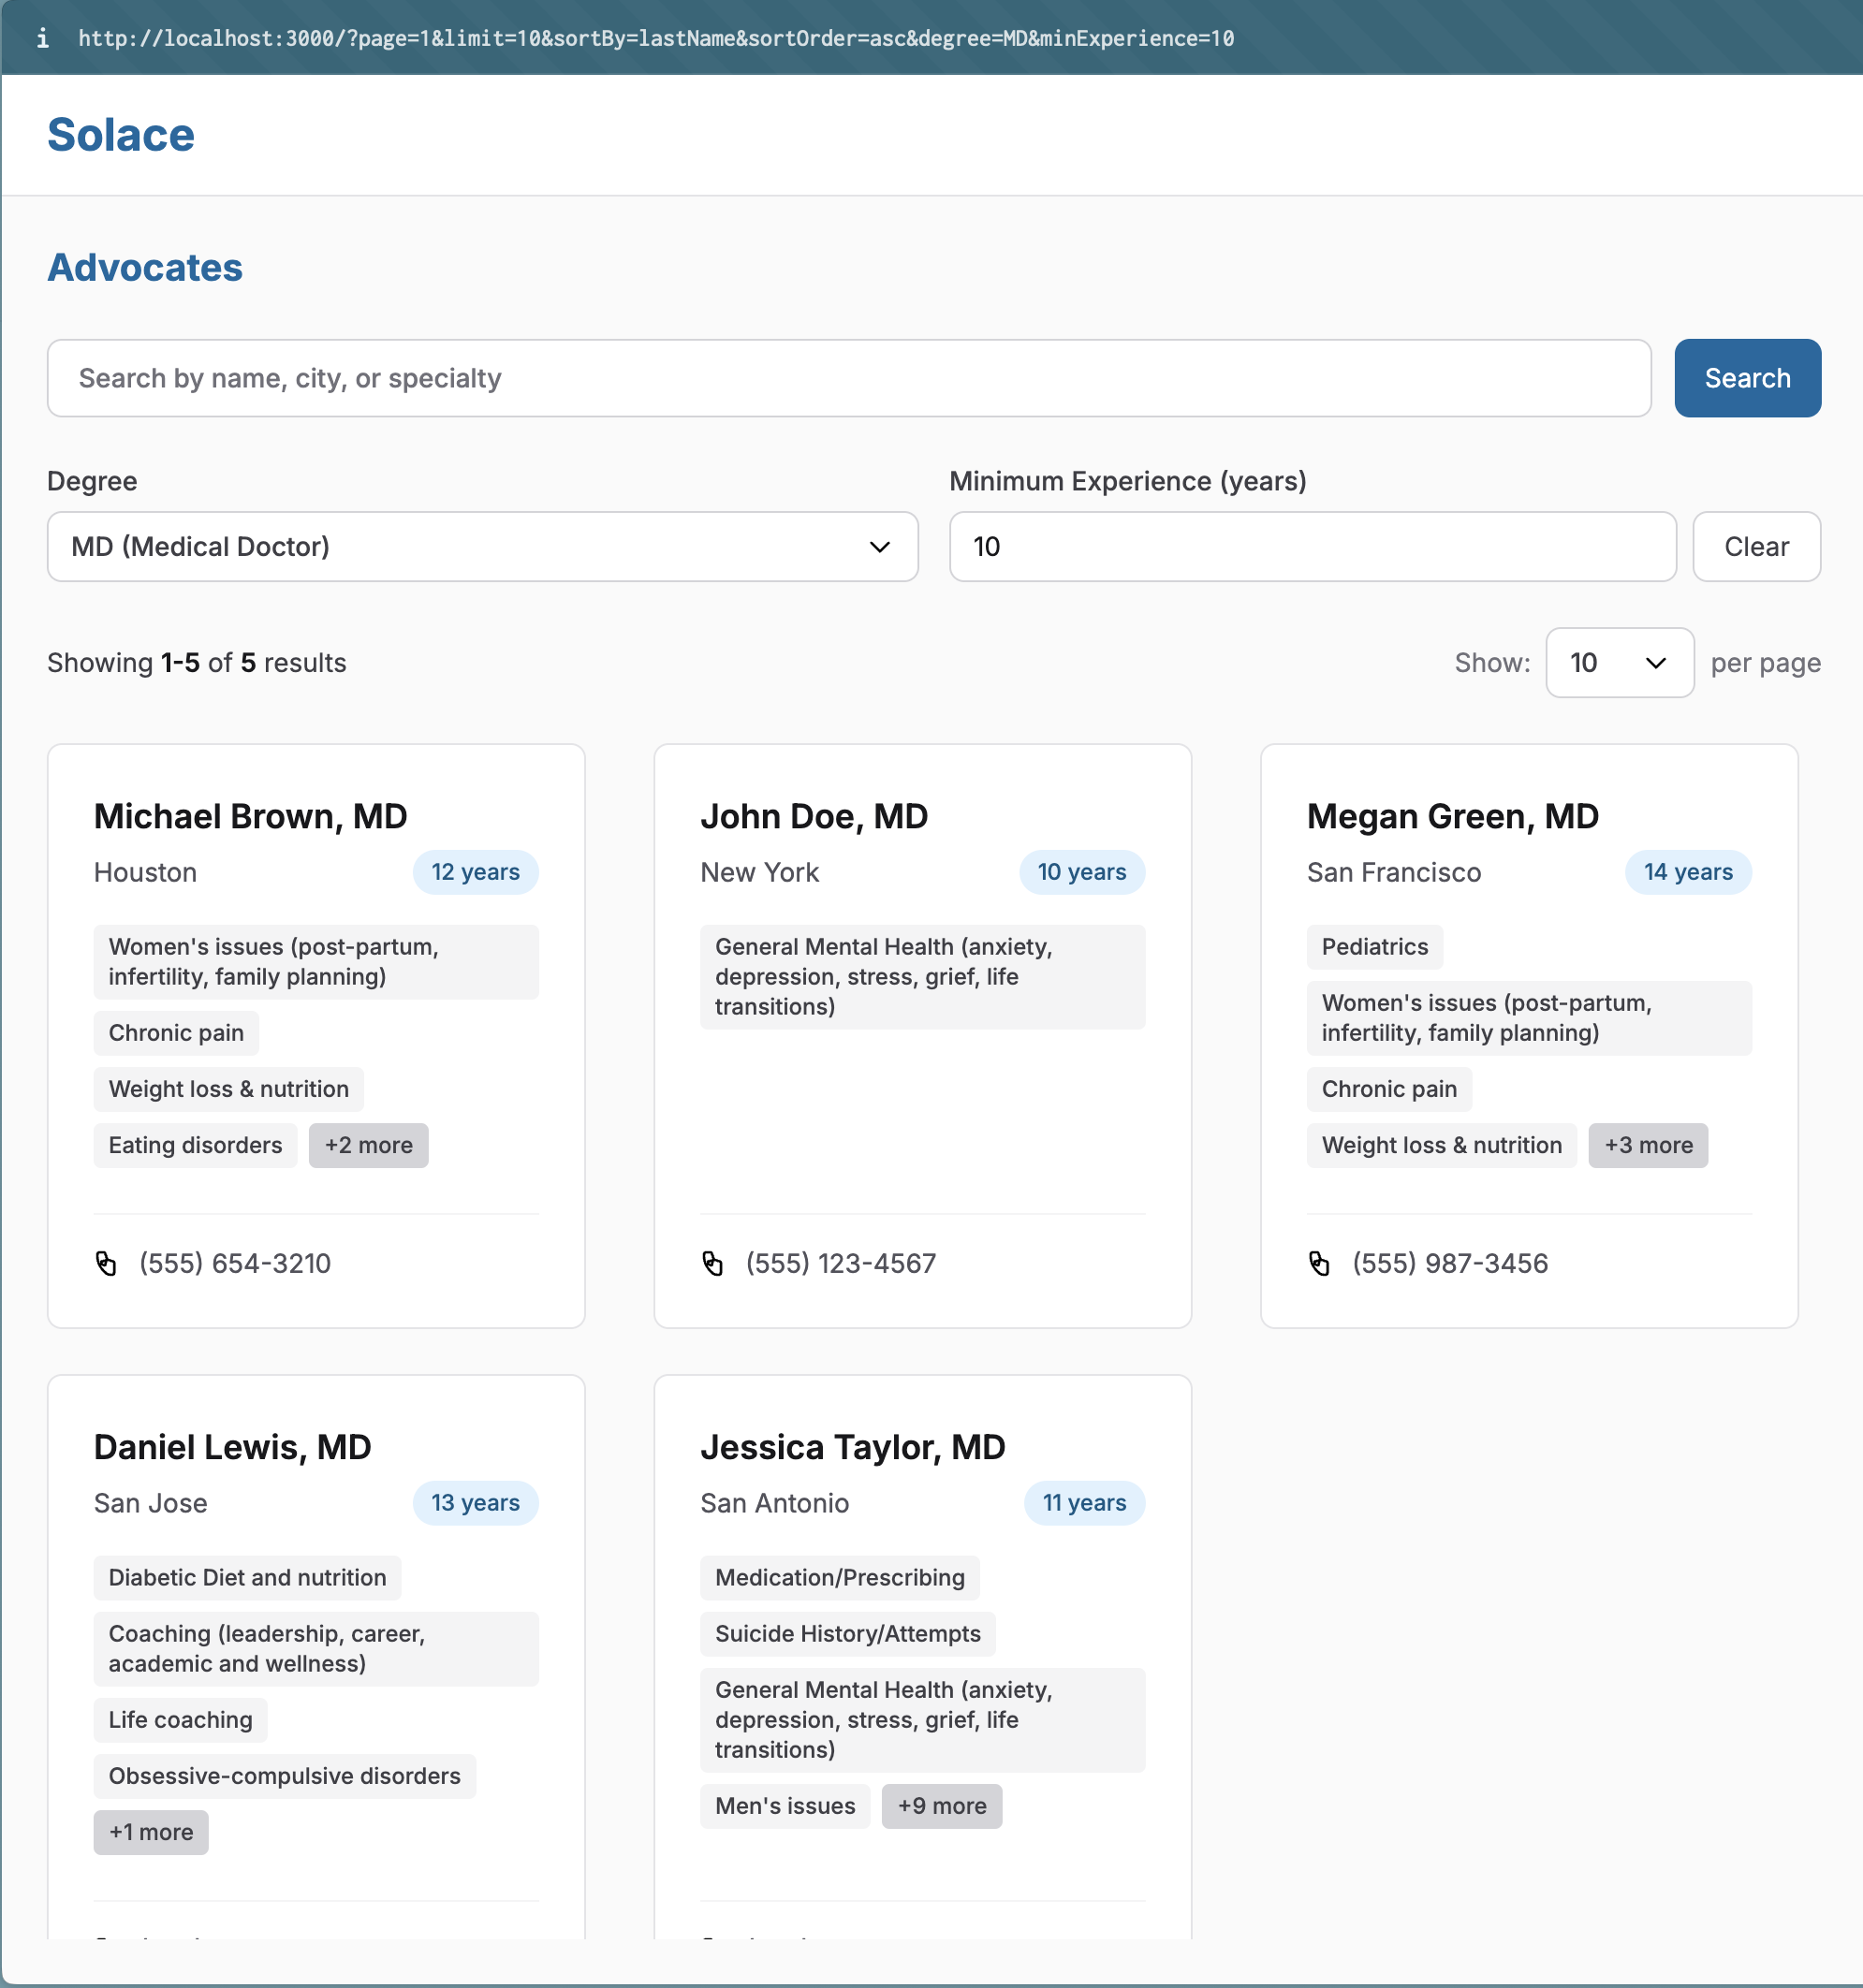 http://localhost:3000/?page=1&limit=10&sortBy=lastName&sortOrder=asc&degree=MD&minExperience=10
Solace
Advocates
Search by name, city, or specialty
Search
Degree
Minimum Experience (years)
MD (Medical Doctor)
10
Clear
Showing 1-5 of 5 results
Show:
10
per page
Michael Brown, MD
Houston
12 years
Women's issues (post-partum,
infertility, family planning)
Chronic pain
Weight loss & nutrition
Eating disorders
+2 more
(555) 654-3210
John Doe, MD
New York
10 years
General Mental Health (anxiety,
depression, stress, grief, life
transitions)
(555) 123-4567
Megan Green, MD
San Francisco
14 years
Pediatrics
Women's issues (post-partum,
infertility, family planning)
Chronic pain
Weight loss & nutrition
+3 more
(555) 987-3456
Daniel Lewis, MD
San Jose
13 years
Diabetic Diet and nutrition
Coaching (leadership, career,
academic and wellness)
Life coaching
Obsessive-compulsive disorders
+1 more
Jessica Taylor, MD
San Antonio
11 years
Medication/Prescribing
Suicide History/Attempts
General Mental Health (anxiety,
depression, stress, grief, life
transitions)
Men's issues
+9 more